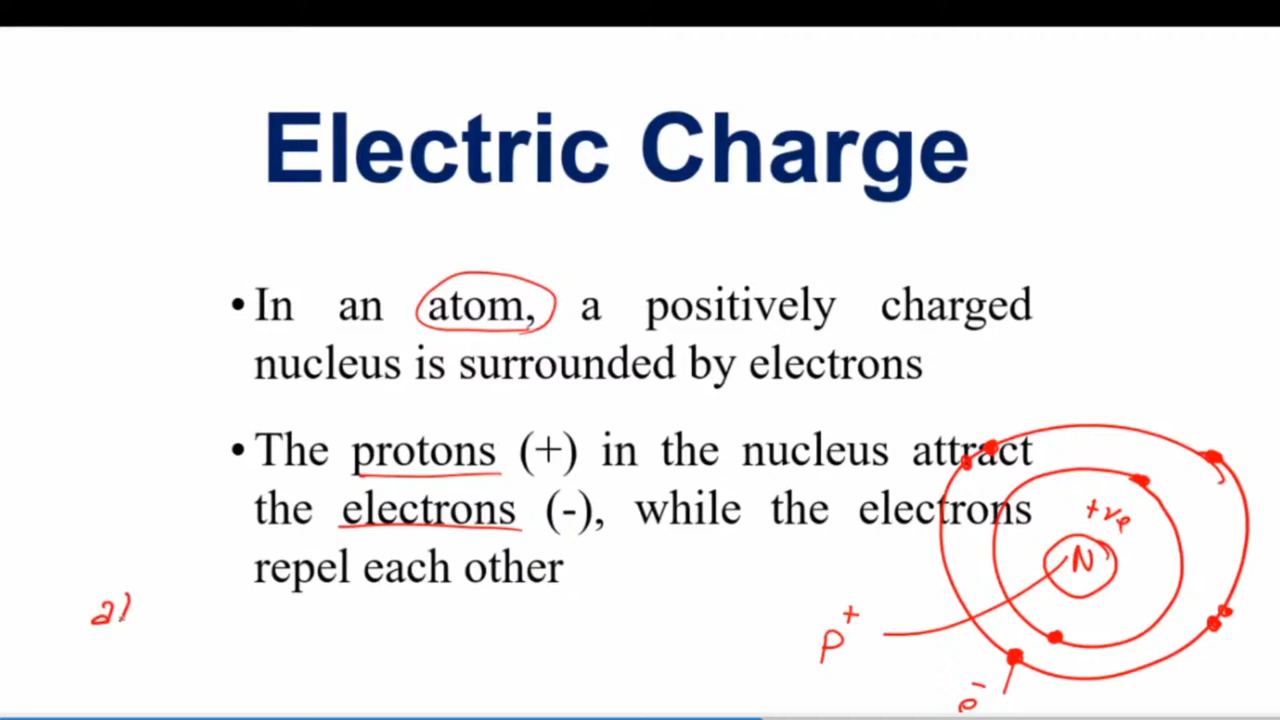 Electric Charge
• In an atom, a positively charged
nucleus is surrounded by electrons
• The protons (+) in the nucleus attract
the electrons (-), while the electrons
repel each other
+ve
N
a)
P+
e-